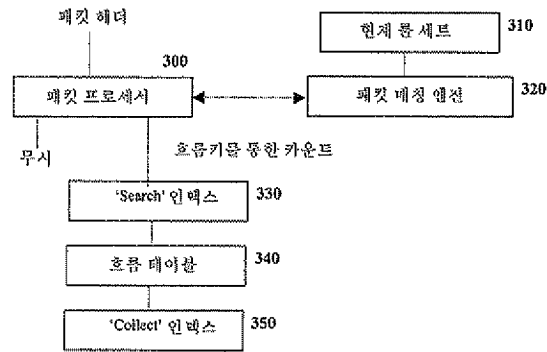 패킷 헤더
현재 룰 세트
310
300
패킷 프로세서
패킷 매칭 엔진
320
무시
흐름키를 통한 카운트
'Search' 인덱스
330
흐름 테이블
340
'Collect' 인덱스
350